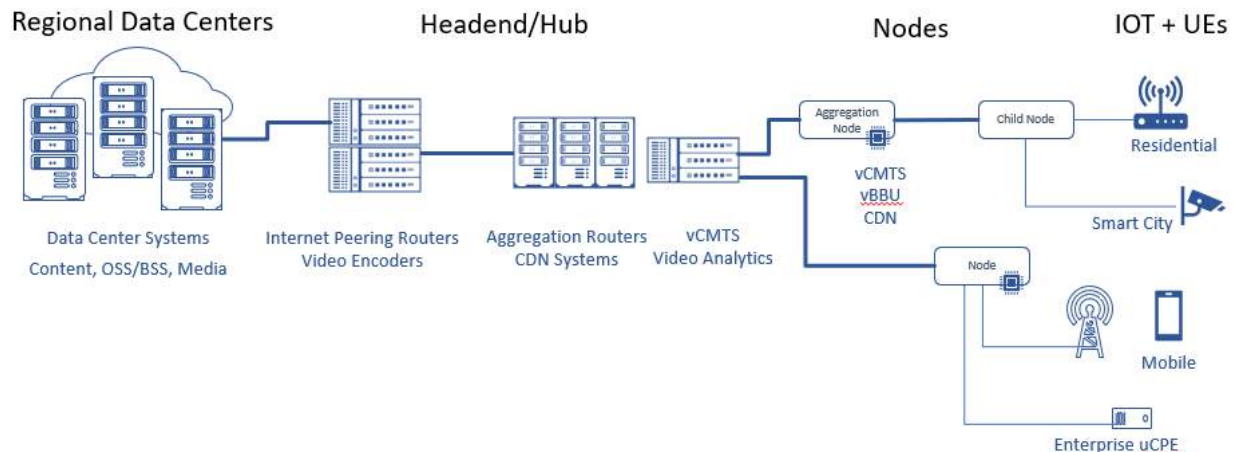 Regional Data Centers
Headend/Hub
Nodes
IOT + UEs
Aggregation
Node
Child Node
Residential
vCMTS
vBBU
CDN
Smart City
Data Center Systems
Content, OSS/BSS, Media
Internet Peering Routers
Video Encoders
Aggregation Routers
CDN Systems
vCMTS
Video Analytics
Node
Mobile
Enterprise uCPE